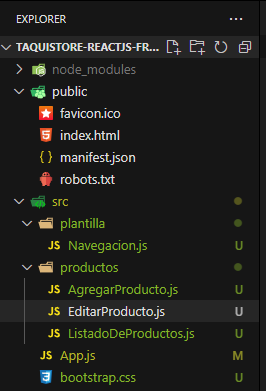 EXPLORER
TAQUISTORE-REACTJS-FR...
node_modules
public
favicon.ico
index.html
{ } manifest.json
robots.txt
src
plantilla
JS Navegacion.js U
productos
JS AgregarProducto.js U
JS EditarProducto.js U
JS ListadoDeProductos.js U
JS App.js M
bootstrap.css U